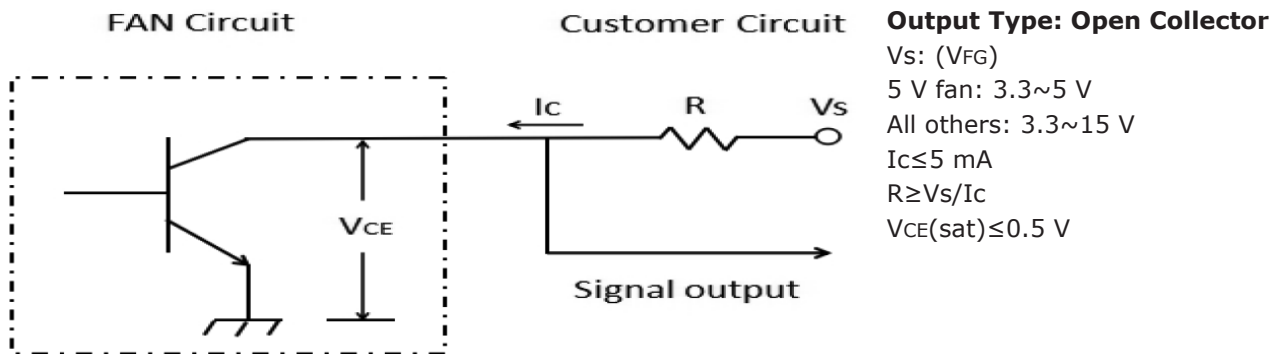 FAN Circuit
Customer Circuit
Ic
R
Vs
VCE
Signal output
Output Type: Open Collector
Vs: (VFG)
5 V fan: 3.3~5 V
All others: 3.3~15 V
Ic≤5 mA
R≥Vs/Ic
VCE(sat)≤0.5 V